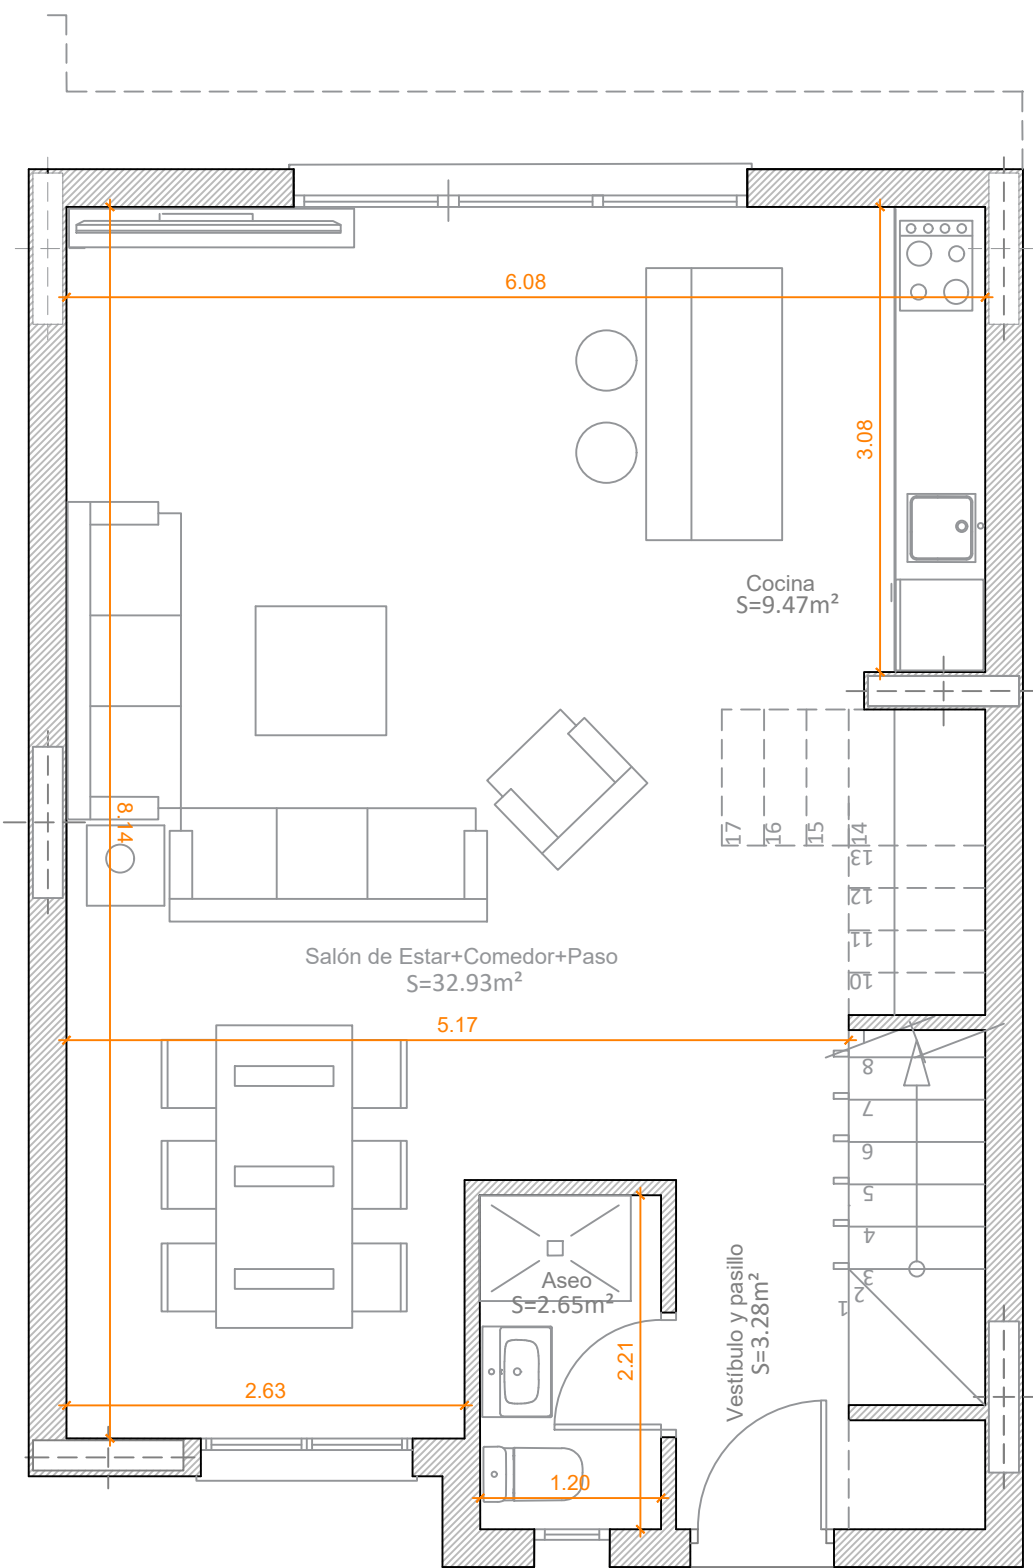 6.08
3.08
Cocina
S=9.47m²
8.14
17
16
15
14
13
12
11
10
Salón de Estar+Comedor+Paso
S=32.93m²
5.17
8
7
6
5
4
3
2
1
Aseo
S=2.65m²
Vestíbulo y pasillo
S=3.28m²
2.21
2.63
1.20